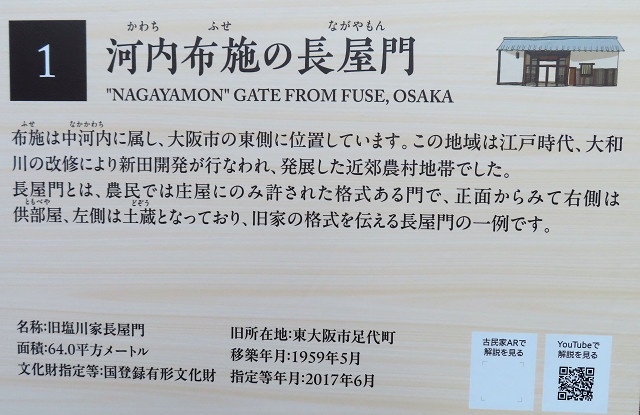 1
かわち ふせ ながやもん
河内布施の長屋門
"NAGAYAMON" GATE FROM FUSE, OSAKA
ふせ なかかわち
布施は中河内に属し、大阪市の東側に位置しています。この地域は江戸時代、大和
川の改修により新田開発が行なわれ、発展した近郊農村地帯でした。
長屋門とは、農民では庄屋にのみ許された格式ある門で、正面からみて右側は
ともべや どぞう
供部屋、左側は土蔵となっており、旧家の格式を伝える長屋門の一例です。
名称:旧塩川家長屋門
面積:64.0平方メートル
文化財指定等:国登録有形文化財
旧所在地:東大阪市足代町
移築年月:1959年5月
指定等年月:2017年6月
古民家ARで
解説を見る
YouTubeで
解説を見る